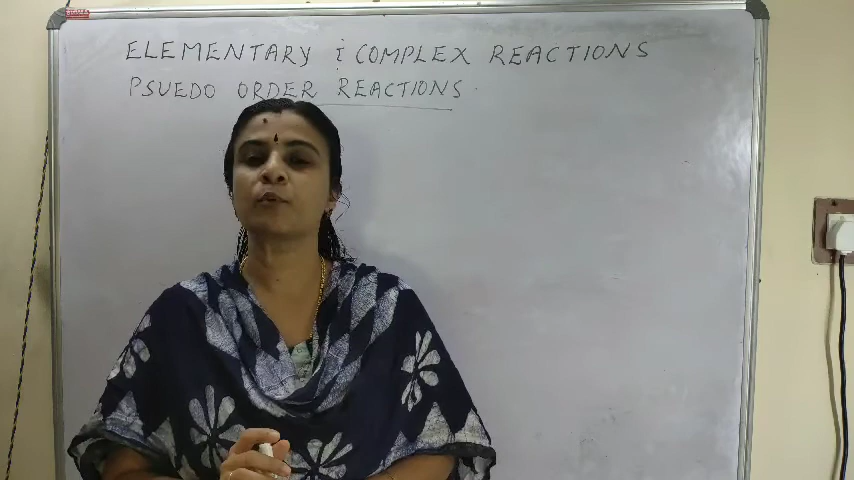 ELEMENTARY & COMPLEX REACTIONS
PSUEDO ORDER REACTIONS